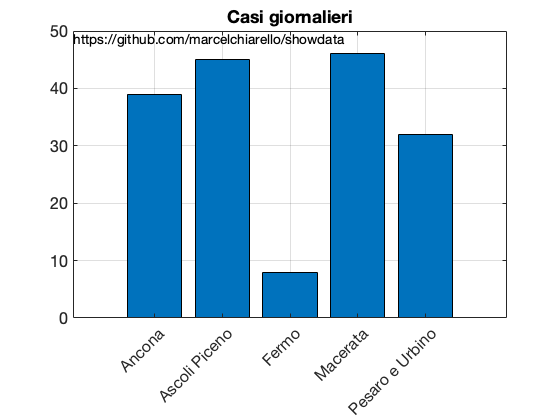 Casi giornalieri
https://github.com/marcelchiarello/showdata
50
40
30
20
10
0
Ancona
Ascoli Piceno
Fermo
Macerata
Pesaro e Urbino